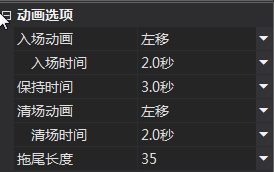 动画选项
入场动画 左移
入场时间 2.0秒
保持时间 3.0秒
清场动画 左移
清场时间 2.0秒
拖尾长度 35